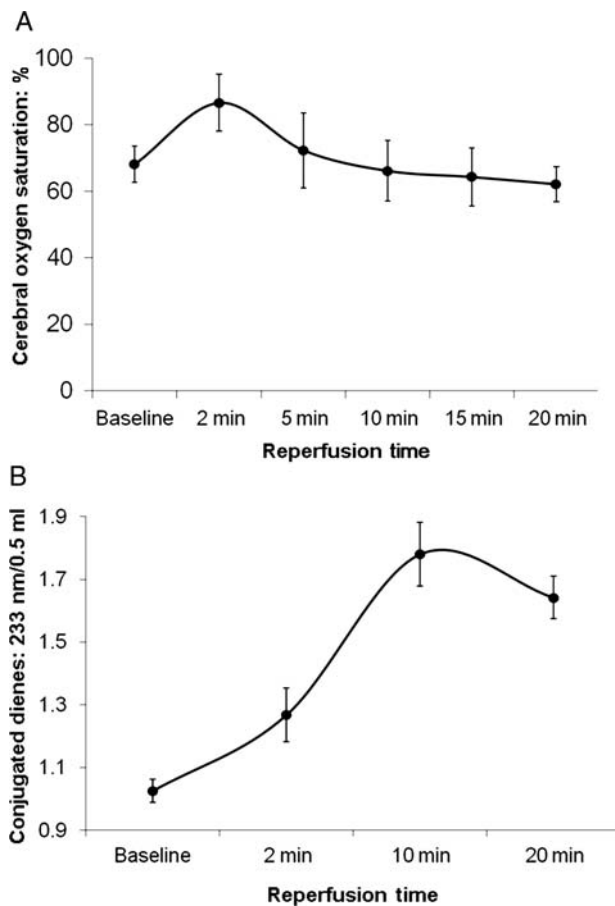 A
Cerebral oxygen saturation: %
100
80
60
40
20
0
Baseline 2 min 5 min 10 min 15 min 20 min
Reperfusion time
B
Conjugated dienes: 233 nm/0.5 ml
1.9
1.7
1.5
1.3
1.1
0.9
Baseline 2 min 10 min 20 min
Reperfusion time